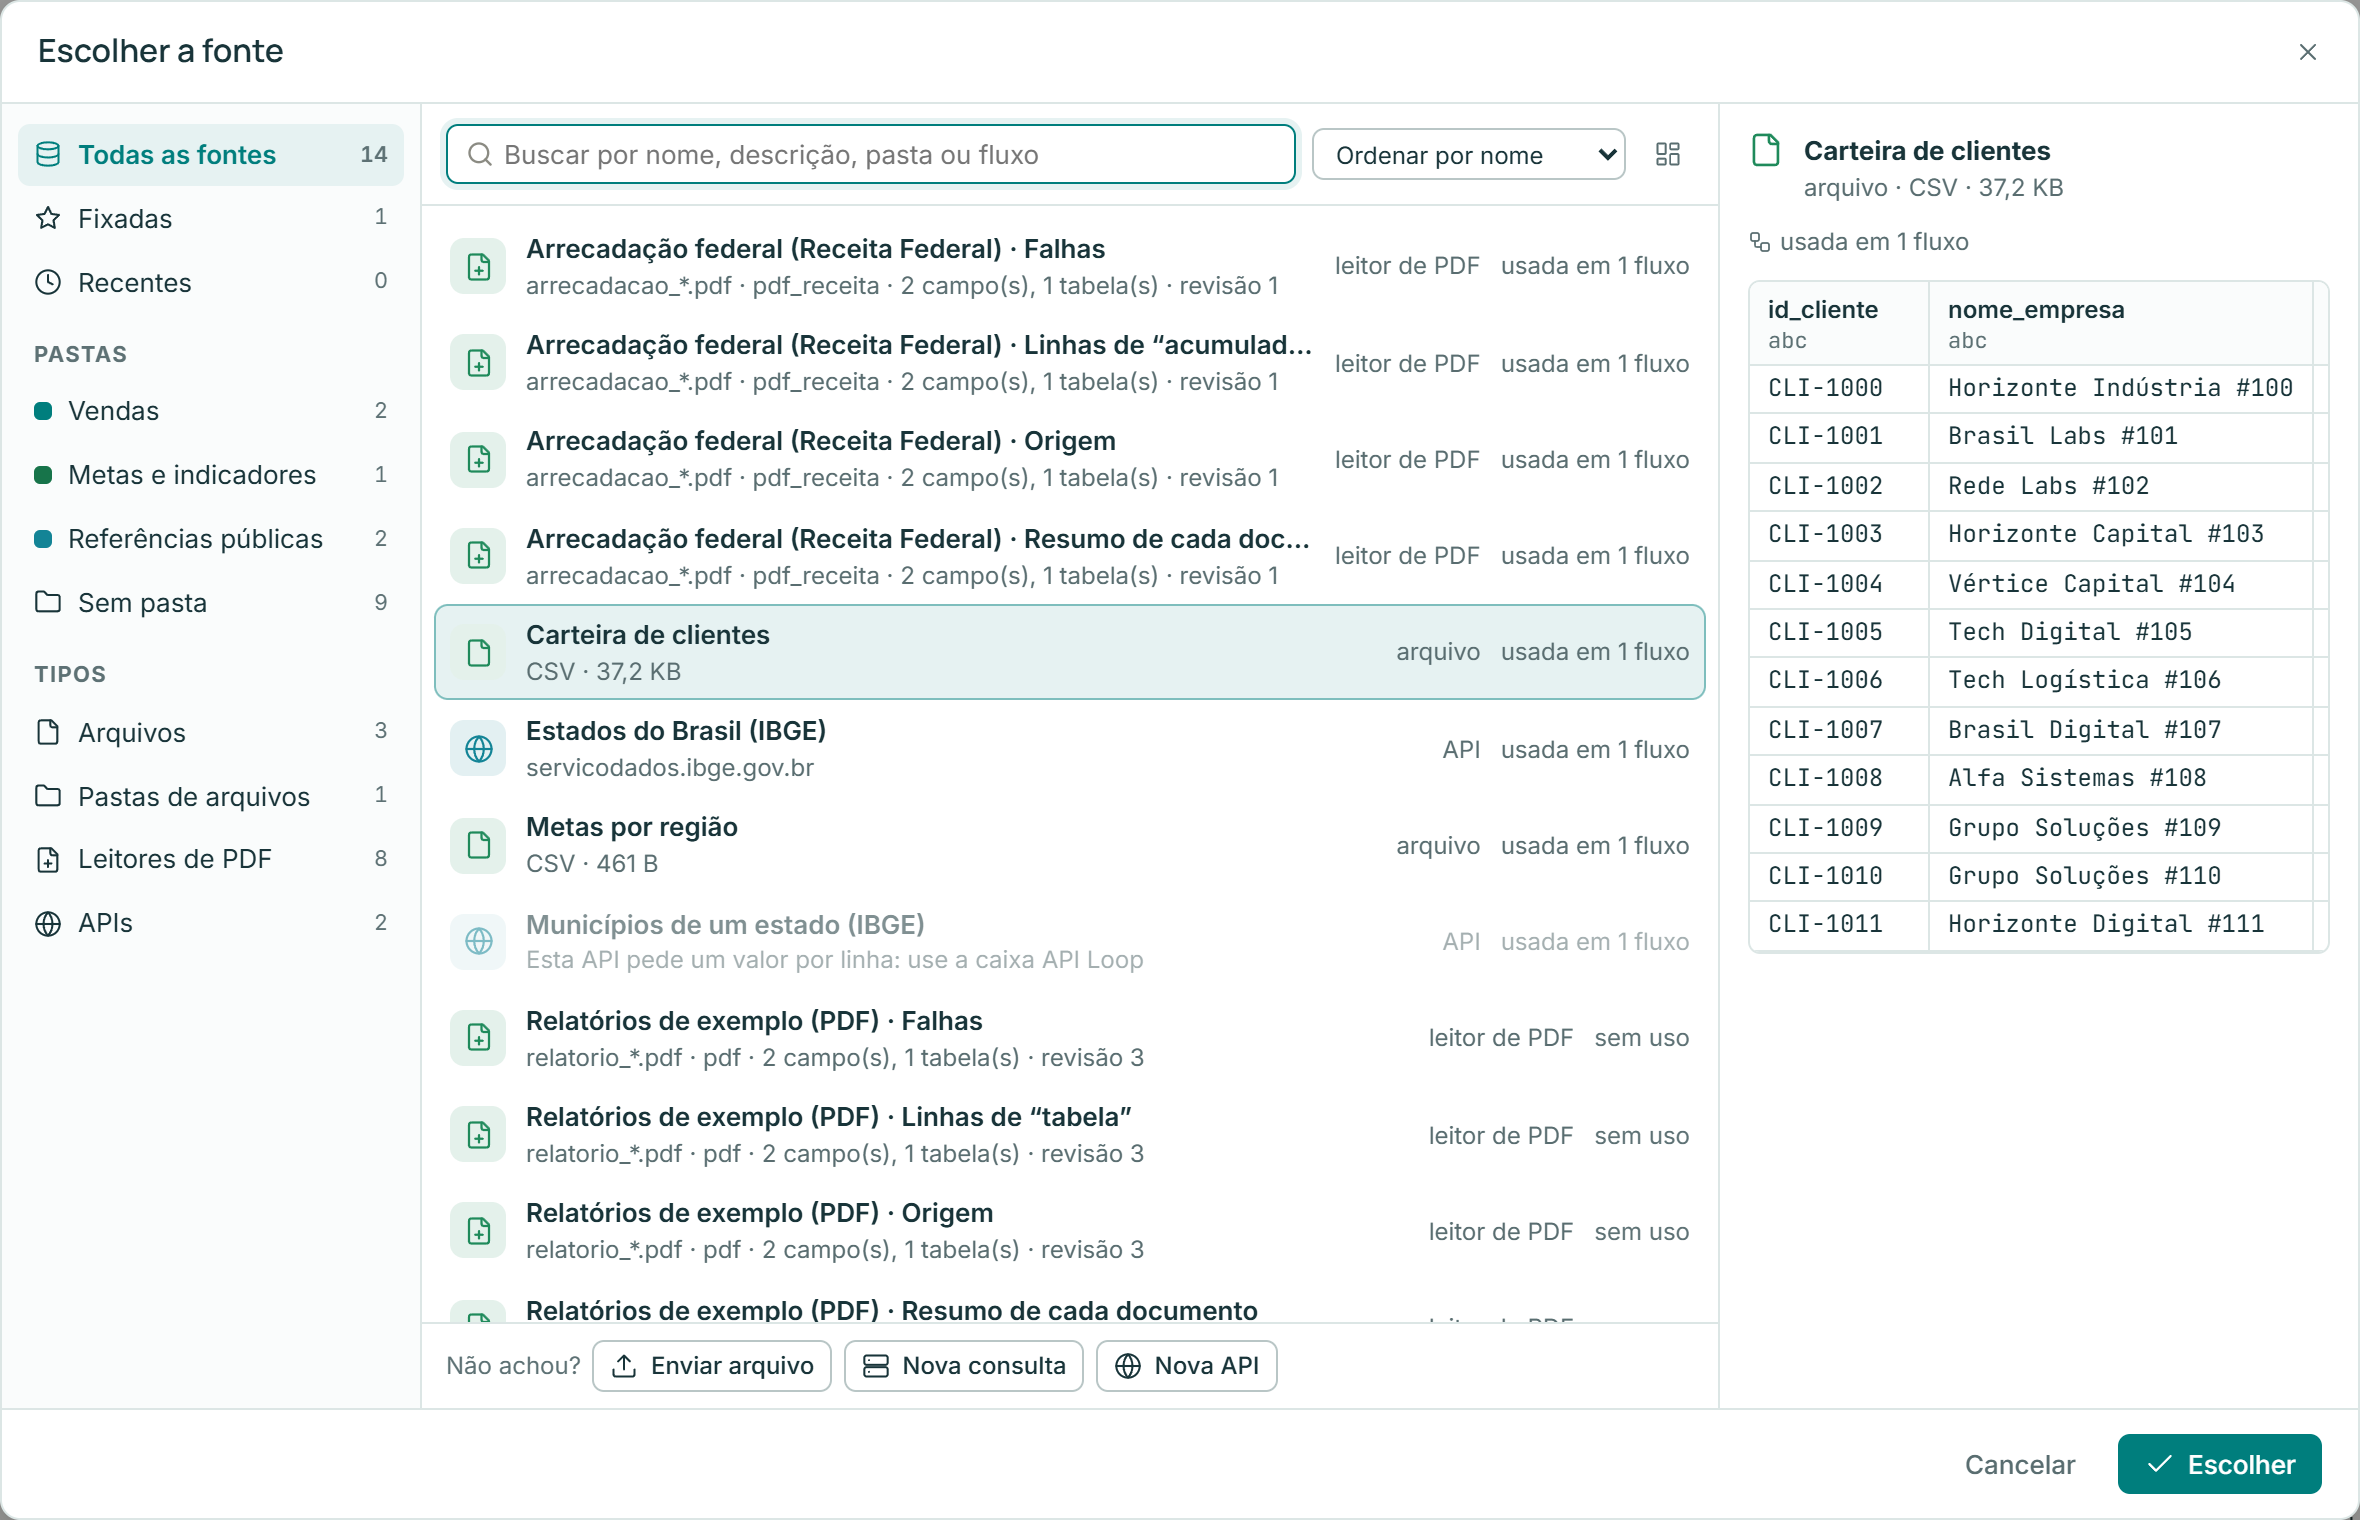 Escolher a fonte
Todas as fontes 14
Fixadas 1
Recentes 0
PASTAS
Vendas 2
Metas e indicadores 1
Referências públicas 2
Sem pasta 9
TIPOS
Arquivos 3
Pastas de arquivos 1
Leitores de PDF 8
APIs 2
Buscar por nome, descrição, pasta ou fluxo
Ordenar por nome
Arrecadação federal (Receita Federal) · Falhas
arrecadacao_*.pdf · pdf_receita · 2 campo(s), 1 tabela(s) · revisão 1
leitor de PDF usada em 1 fluxo
Arrecadação federal (Receita Federal) · Linhas de “acumulad...
arrecadacao_*.pdf · pdf_receita · 2 campo(s), 1 tabela(s) · revisão 1
leitor de PDF usada em 1 fluxo
Arrecadação federal (Receita Federal) · Origem
arrecadacao_*.pdf · pdf_receita · 2 campo(s), 1 tabela(s) · revisão 1
leitor de PDF usada em 1 fluxo
Arrecadação federal (Receita Federal) · Resumo de cada doc...
arrecadacao_*.pdf · pdf_receita · 2 campo(s), 1 tabela(s) · revisão 1
leitor de PDF usada em 1 fluxo
Carteira de clientes
CSV · 37,2 KB
arquivo usada em 1 fluxo
Estados do Brasil (IBGE)
servicodados.ibge.gov.br
API usada em 1 fluxo
Metas por região
CSV · 461 B
arquivo usada em 1 fluxo
Municípios de um estado (IBGE)
Esta API pede um valor por linha: use a caixa API Loop
API usada em 1 fluxo
Relatórios de exemplo (PDF) · Falhas
relatorio_*.pdf · pdf · 2 campo(s), 1 tabela(s) · revisão 3
leitor de PDF sem uso
Relatórios de exemplo (PDF) · Linhas de “tabela”
relatorio_*.pdf · pdf · 2 campo(s), 1 tabela(s) · revisão 3
leitor de PDF sem uso
Relatórios de exemplo (PDF) · Origem
relatorio_*.pdf · pdf · 2 campo(s), 1 tabela(s) · revisão 3
leitor de PDF sem uso
Relatórios de exemplo (PDF) · Resumo de cada documento
Não achou? Enviar arquivo Nova consulta Nova API
Carteira de clientes
arquivo · CSV · 37,2 KB
usada em 1 fluxo
id_cliente nome_empresa
abc abc
CLI-1000 Horizonte Indústria #100
CLI-1001 Brasil Labs #101
CLI-1002 Rede Labs #102
CLI-1003 Horizonte Capital #103
CLI-1004 Vértice Capital #104
CLI-1005 Tech Digital #105
CLI-1006 Tech Logística #106
CLI-1007 Brasil Digital #107
CLI-1008 Alfa Sistemas #108
CLI-1009 Grupo Soluções #109
CLI-1010 Grupo Soluções #110
CLI-1011 Horizonte Digital #111
Cancelar Escolher